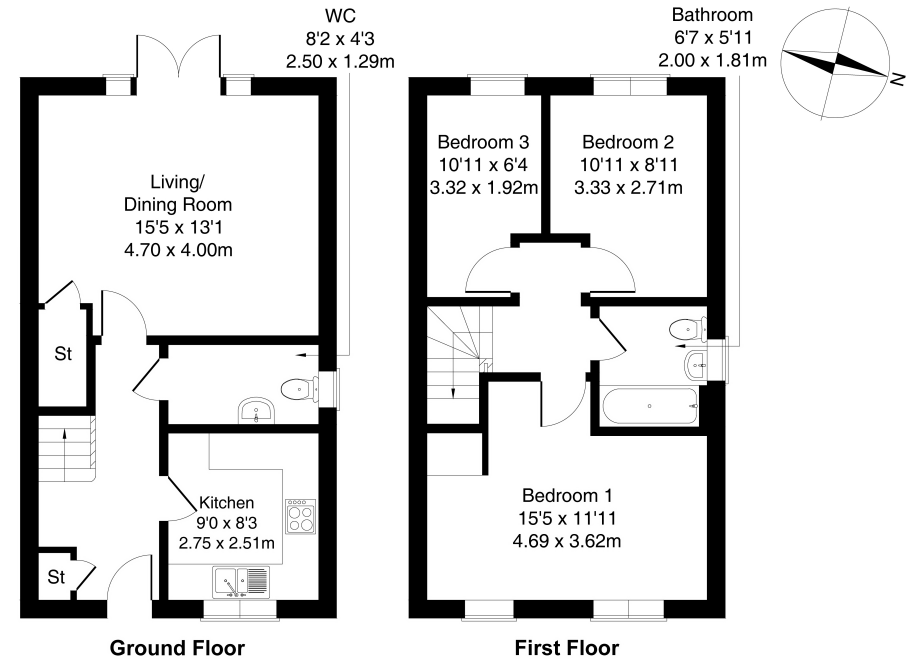 WC
8'2 x 4'3
2.50 x 1.29m
Bathroom
6'7 x 5'11
2.00 x 1.81m
N
Living/
Dining Room
15'5 x 13'1
4.70 x 4.00m
St
Kitchen
9'0 x 8'3
2.75 x 2.51m
St
Ground Floor
Bedroom 3
10'11 x 6'4
3.32 x 1.92m
Bedroom 2
10'11 x 8'11
3.33 x 2.71m
Bedroom 1
15'5 x 11'11
4.69 x 3.62m
First Floor